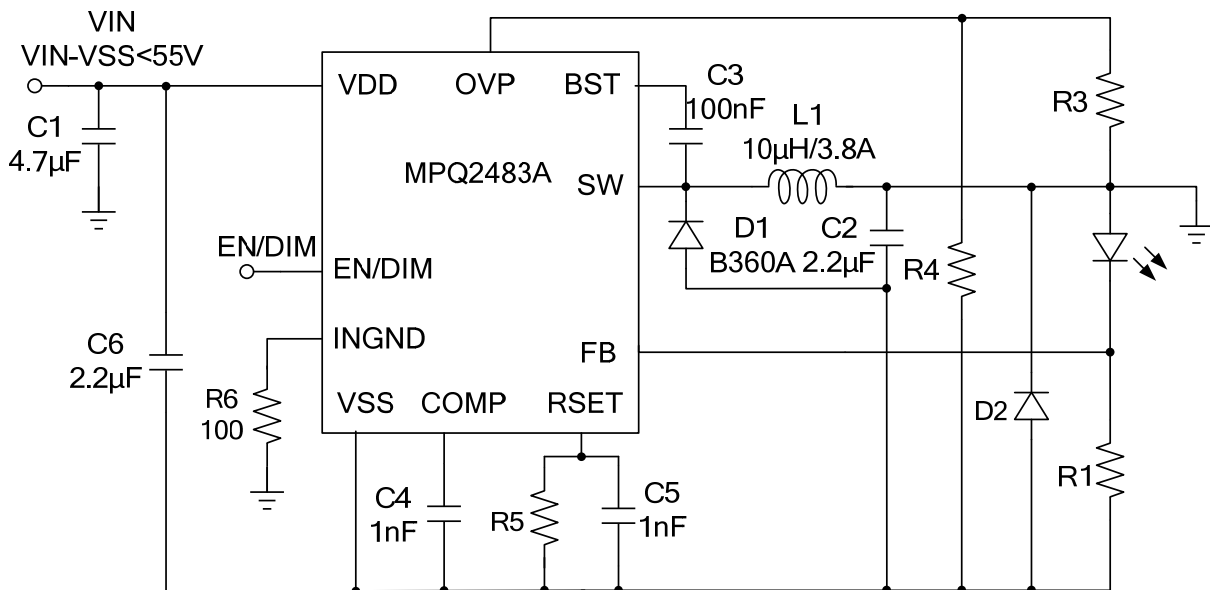 VIN
VIN-VSS<55V
VDD
OVP
BST
C3
100nF
R3
C1
4.7µF
L1
10µH/3.8A
MPQ2483A
SW
EN/DIM
EN/DIM
D1
B360A
C2
2.2µF
R4
INGND
FB
C6
2.2µF
R6
100
VSS
COMP
RSET
D2
R1
C4
1nF
R5
C5
1nF